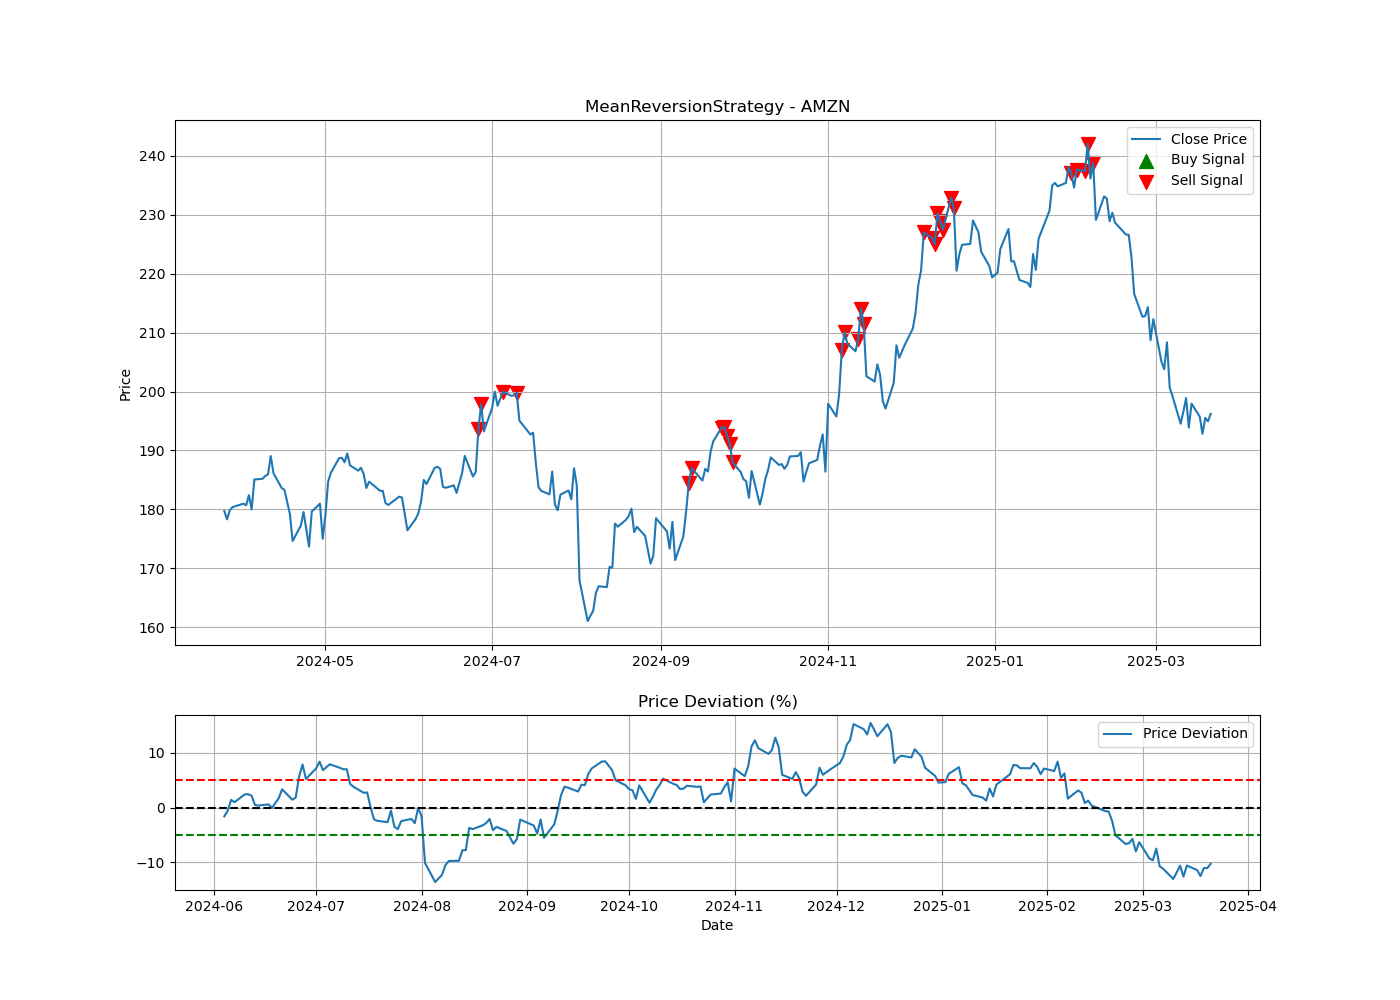 MeanReversionStrategy - AMZN
Close Price
Buy Signal
Sell Signal
Price
240
230
220
210
200
190
180
170
160
2024-05 2024-07 2024-09 2024-11 2025-01 2025-03
Price Deviation (%)
Price Deviation
10
0
−10
2024-06 2024-07 2024-08 2024-09 2024-10 2024-11 2024-12 2025-01 2025-02 2025-03 2025-04
Date